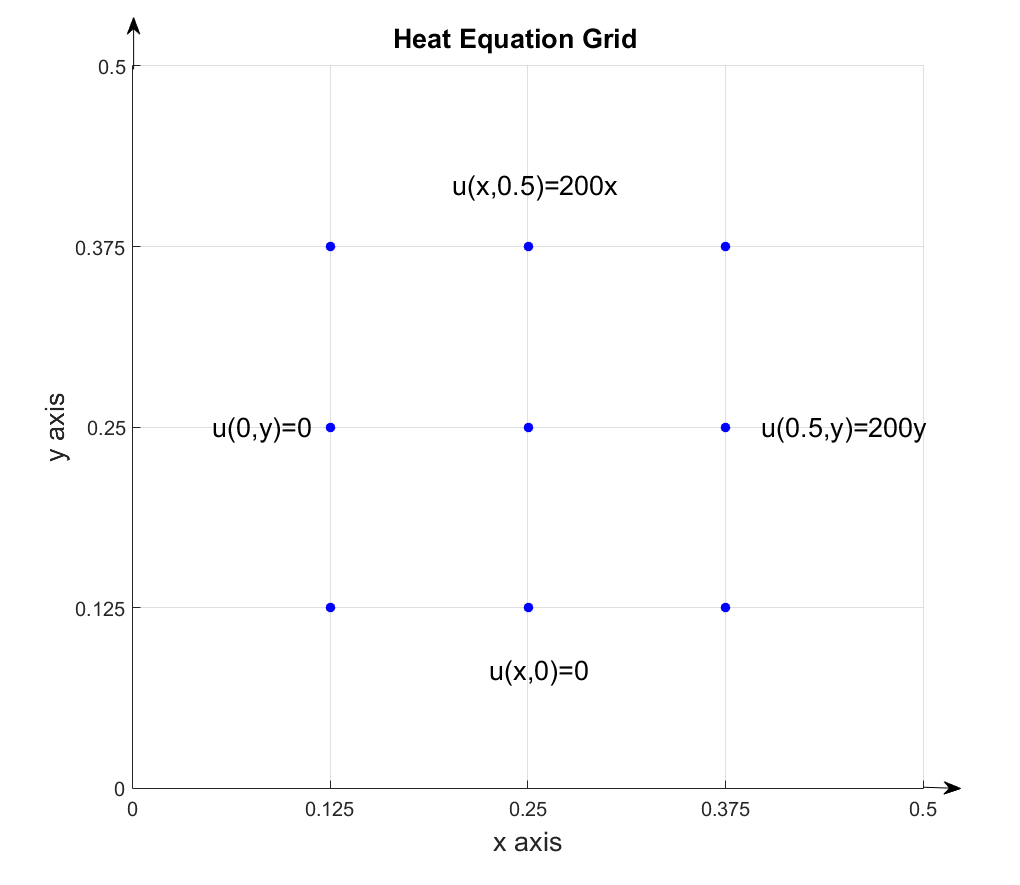 Heat Equation Grid
0.5
u(x,0.5)=200x
0.375
y axis
0.25
u(0,y)=0
u(0.5,y)=200y
0.125
u(x,0)=0
0
0
0.125
0.25
0.375
0.5
x axis